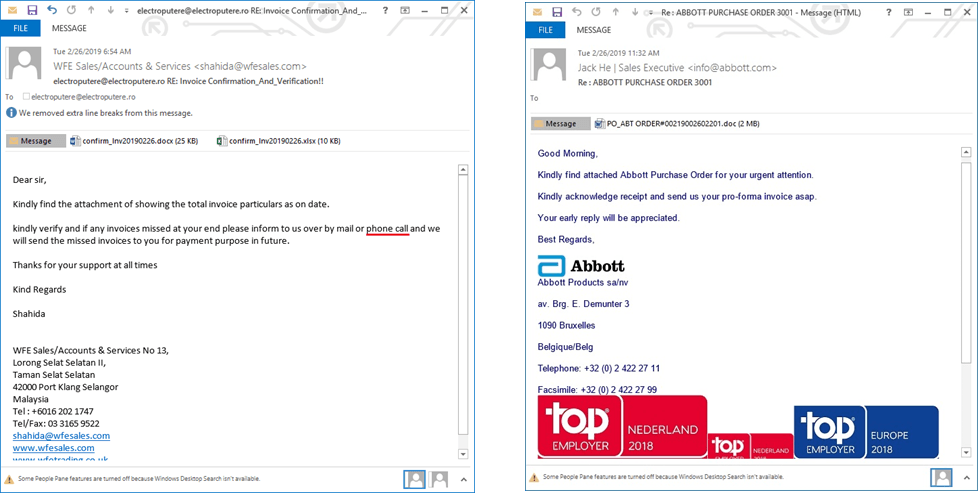 electroputere@electroputere.ro RE: Invoice Confirmation_And_...
FILE
MESSAGE
Tue 2/26/2019 6:54 AM
WFE Sales/Accounts & Services <shahida@wfesales.com>
electroputere@electroputere.ro RE: Invoice Confirmation_And_Verification!!
To
electroputere@electroputere.ro
We removed extra line breaks from this message.
Message
confirm_Inv20190226.docx (25 KB)
confirm_Inv20190226.xlsx (10 KB)
Dear sir,
Kindly find the attachment of showing the total invoice particulars as on date.
kindly verify and if any invoices missed at your end please inform to us over by mail or phone call and we
will send the missed invoices to you for payment purpose in future.
Thanks for your support at all times
Kind Regards
Shahida
WFE Sales/Accounts & Services No 13,
Lorong Selat Selatan II,
Taman Selat Selatan
42000 Port Klang Selangor
Malaysia
Tel : +6016 202 1747
Tel/Fax: 03 3165 9522
shahida@wfesales.com
www.wfesales.com
www.wfetrading.co.uk
Some People Pane features are turned off because Windows Desktop Search isn't available.
Re : ABBOTT PURCHASE ORDER 3001 - Message (HTML)
FILE
MESSAGE
Tue 2/26/2019 11:32 AM
Jack He | Sales Executive <info@abbott.com>
Re : ABBOTT PURCHASE ORDER 3001
To
Message
PO_ABT ORDER#00219002602201.doc (2 MB)
Good Morning,
Kindly find attached Abbott Purchase Order for your urgent attention.
Kindly acknowledge receipt and send us your pro-forma invoice asap.
Your early reply will be appreciated.
Best Regards,
Abbott
Abbott Products sa/nv
av. Brg. E. Demunter 3
1090 Bruxelles
Belgique/Belg
Telephone: +32 (0) 2 422 27 11
Facsimile: +32 (0) 2 422 27 99
top
EMPLOYER
NEDERLAND
2018
top
EMPLOYER
NEDERLAND
2018
top
EMPLOYER
EUROPE
2018
Some People Pane features are turned off because Windows Desktop Search isn't available.